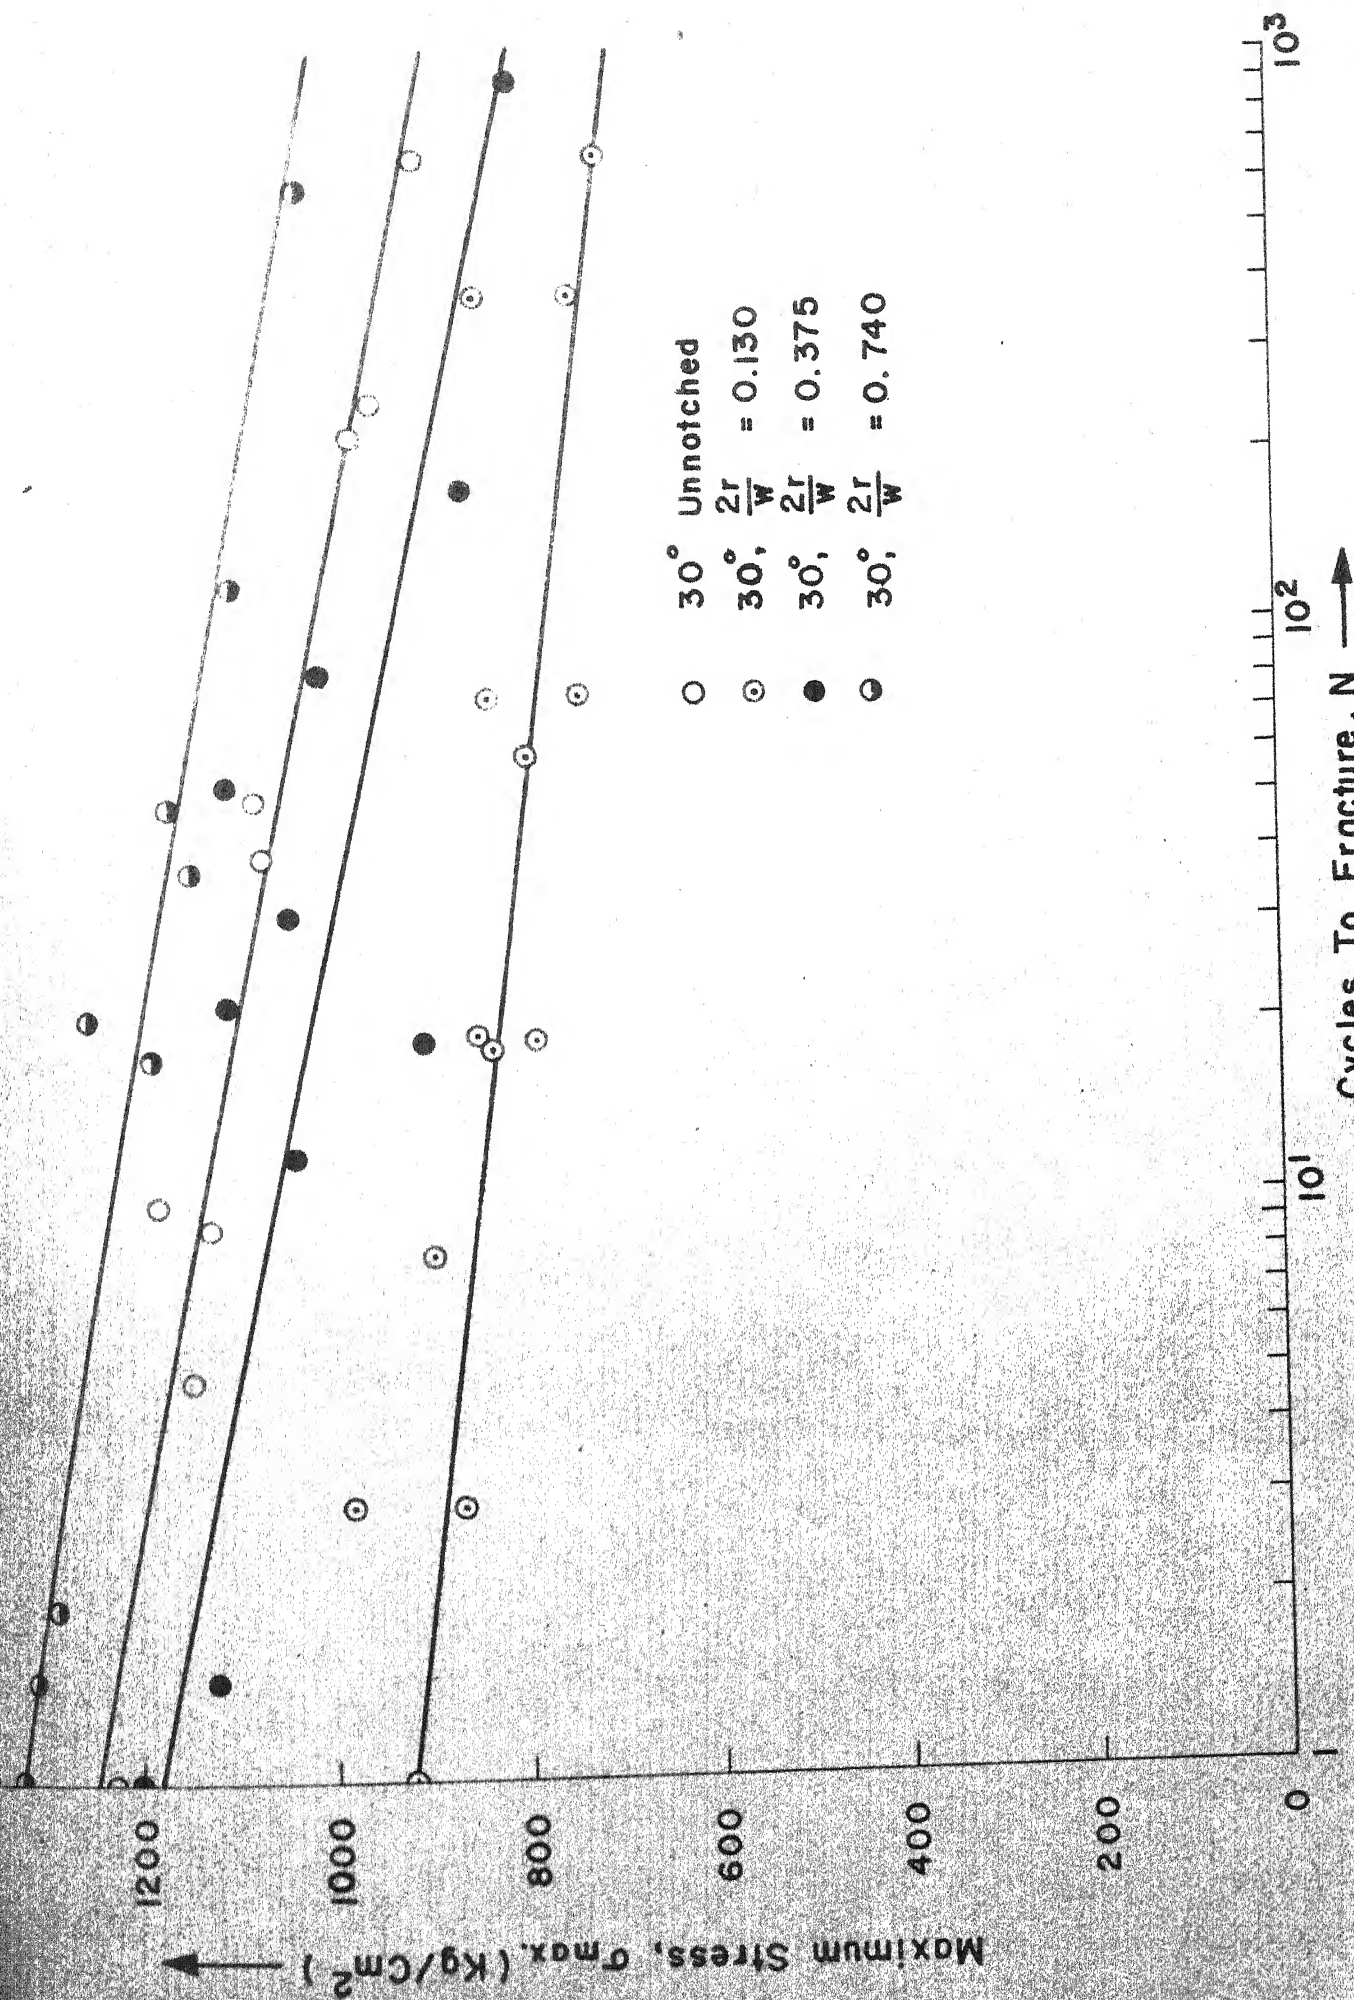 Maximum Stress, σmax. (Kg/Cm²)
1200
1000
800
600
400
200
0
○ 30° Unnotched
⊙ 30°, 2r/w = 0.130
● 30°, 2r/w = 0.375
◑ 30°, 2r/w = 0.740
1
10¹
10²
10³
Cycles To Fracture, N